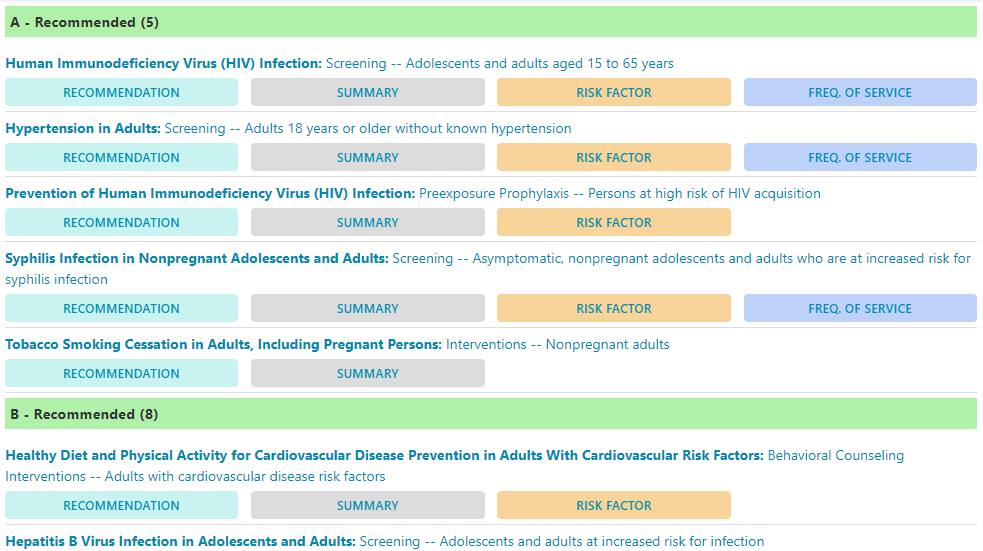 A - Recommended (5)
Human Immunodeficiency Virus (HIV) Infection: Screening -- Adolescents and adults aged 15 to 65 years
RECOMMENDATION SUMMARY RISK FACTOR FREQ. OF SERVICE
Hypertension in Adults: Screening -- Adults 18 years or older without known hypertension
RECOMMENDATION SUMMARY RISK FACTOR FREQ. OF SERVICE
Prevention of Human Immunodeficiency Virus (HIV) Infection: Preexposure Prophylaxis -- Persons at high risk of HIV acquisition
RECOMMENDATION SUMMARY RISK FACTOR
Syphilis Infection in Nonpregnant Adolescents and Adults: Screening -- Asymptomatic, nonpregnant adolescents and adults who are at increased risk for
syphilis infection
RECOMMENDATION SUMMARY RISK FACTOR FREQ. OF SERVICE
Tobacco Smoking Cessation in Adults, Including Pregnant Persons: Interventions -- Nonpregnant adults
RECOMMENDATION SUMMARY
B - Recommended (8)
Healthy Diet and Physical Activity for Cardiovascular Disease Prevention in Adults With Cardiovascular Risk Factors: Behavioral Counseling
Interventions -- Adults with cardiovascular disease risk factors
RECOMMENDATION SUMMARY RISK FACTOR
Hepatitis B Virus Infection in Adolescents and Adults: Screening -- Adolescents and adults at increased risk for infection